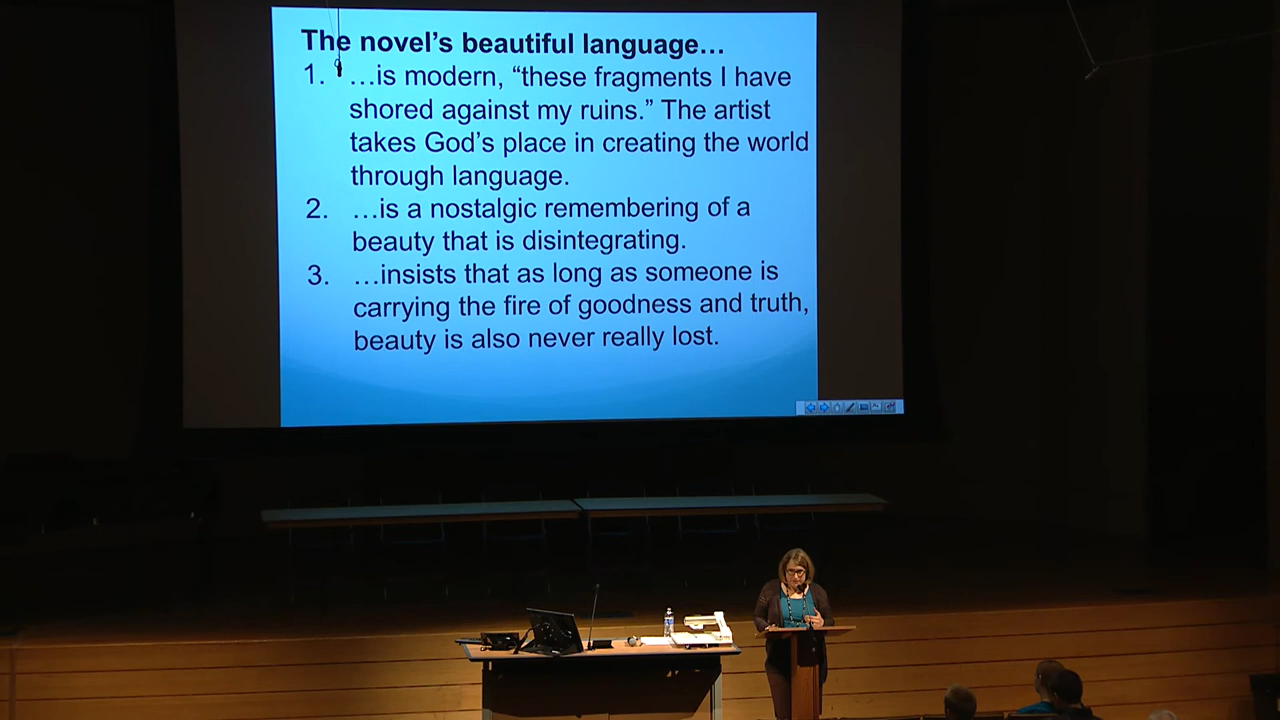 The novel's beautiful language…
1. …is modern, “these fragments I have
shored against my ruins.” The artist
takes God's place in creating the world
through language.
2. …is a nostalgic remembering of a
beauty that is disintegrating.
3. …insists that as long as someone is
carrying the fire of goodness and truth,
beauty is also never really lost.